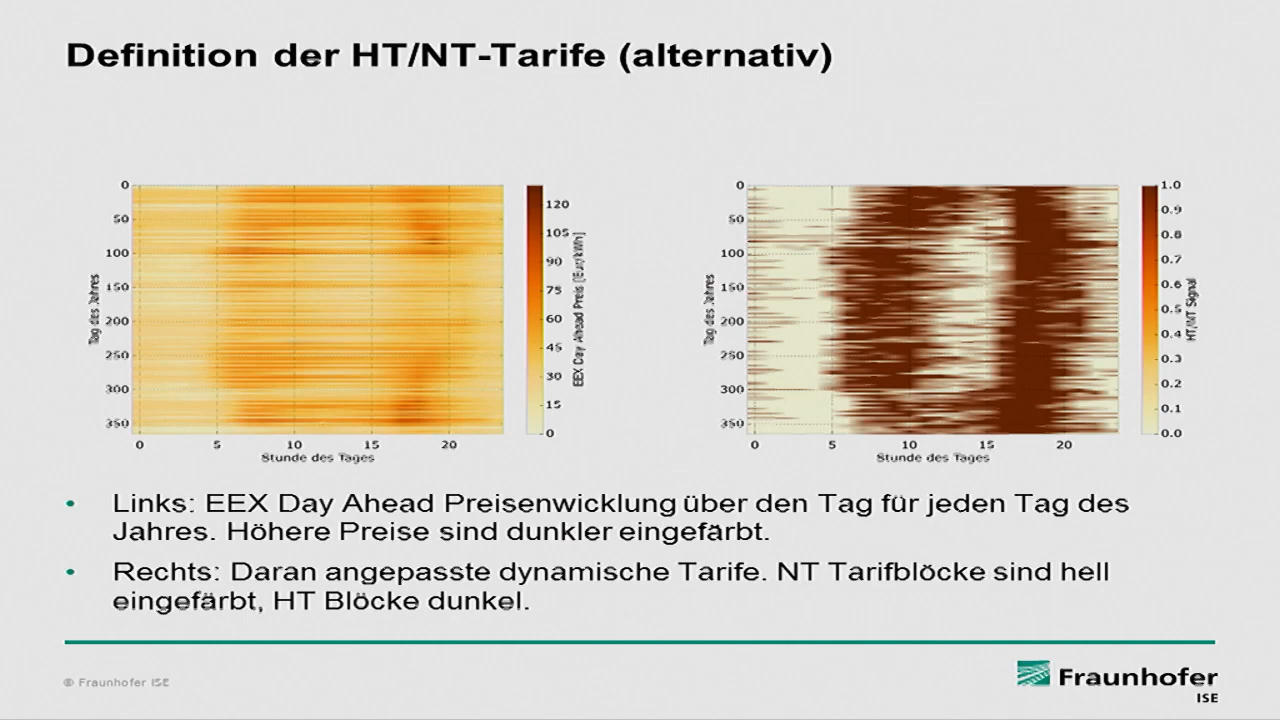 Definition der HT/NT-Tarife (alternativ)
0
50
100
150
200
250
300
350
Tag des Jahres
0 5 10 15 20
Stunde des Tages
120
105
90
75
60
45
30
15
0
EEX Day Ahead Preis [Eur/kWh]
0
50
100
150
200
250
300
350
Tag des Jahres
0 5 10 15 20
Stunde des Tages
1.0
0.9
0.8
0.7
0.6
0.5
0.4
0.3
0.2
0.1
0.0
HT/NT Signal
• Links: EEX Day Ahead Preisenwicklung über den Tag für jeden Tag des
Jahres. Höhere Preise sind dunkler eingefärbt.
• Rechts: Daran angepasste dynamische Tarife. NT Tarifblöcke sind hell
eingefärbt, HT Blöcke dunkel.
© Fraunhofer ISE
Fraunhofer
ISE